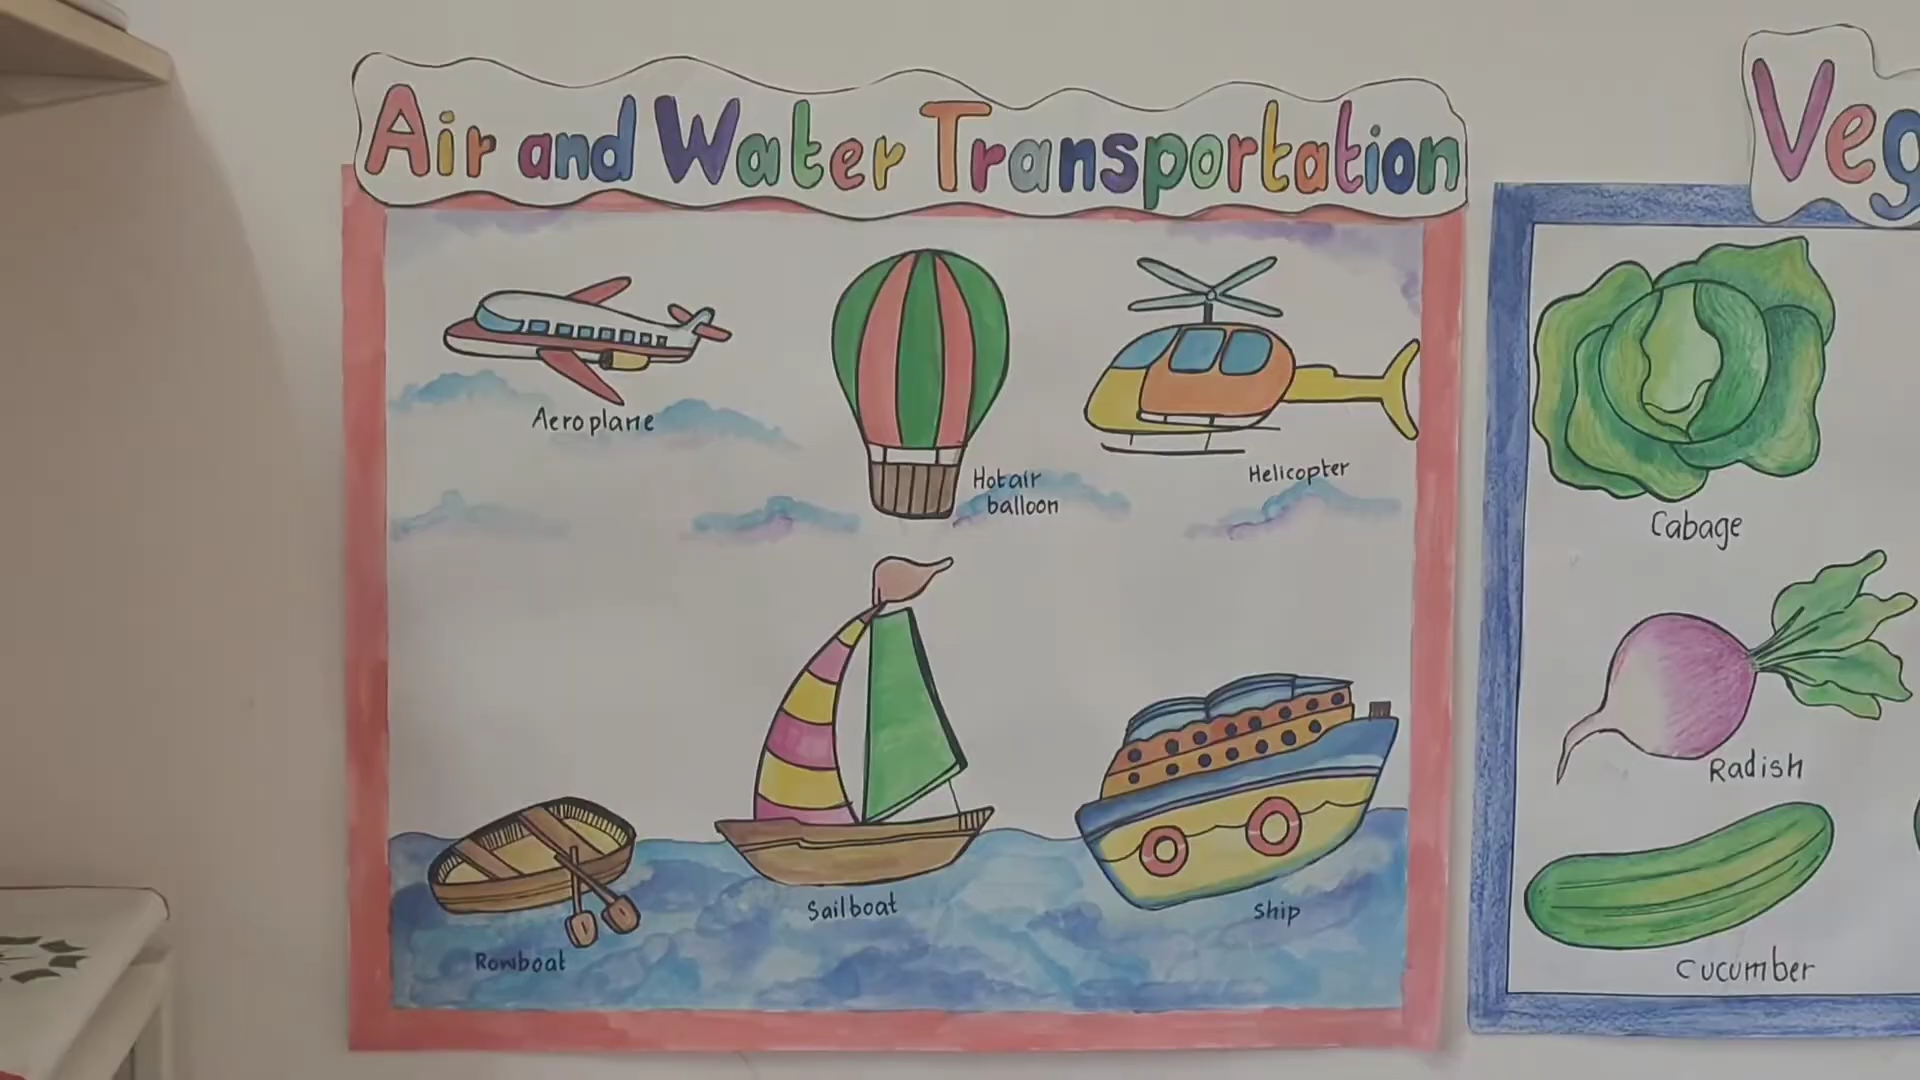 Air and Water Transportation
Aeroplane
Hot air
balloon
Helicopter
Rowboat
Sailboat
Ship
Veg
Cabage
Radish
Cucumber